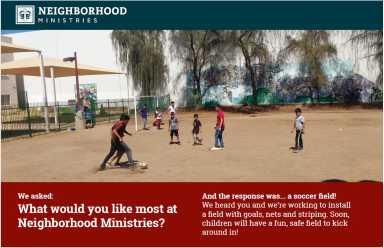 NEIGHBORHOOD
MINISTRIES
We asked:
What would you like most at
Neighborhood Ministries?
And the response was... a soccer field!
We heard you and we're working to install
a field with goals, nets and striping. Soon,
children will have a fun, safe field to kick
around in!